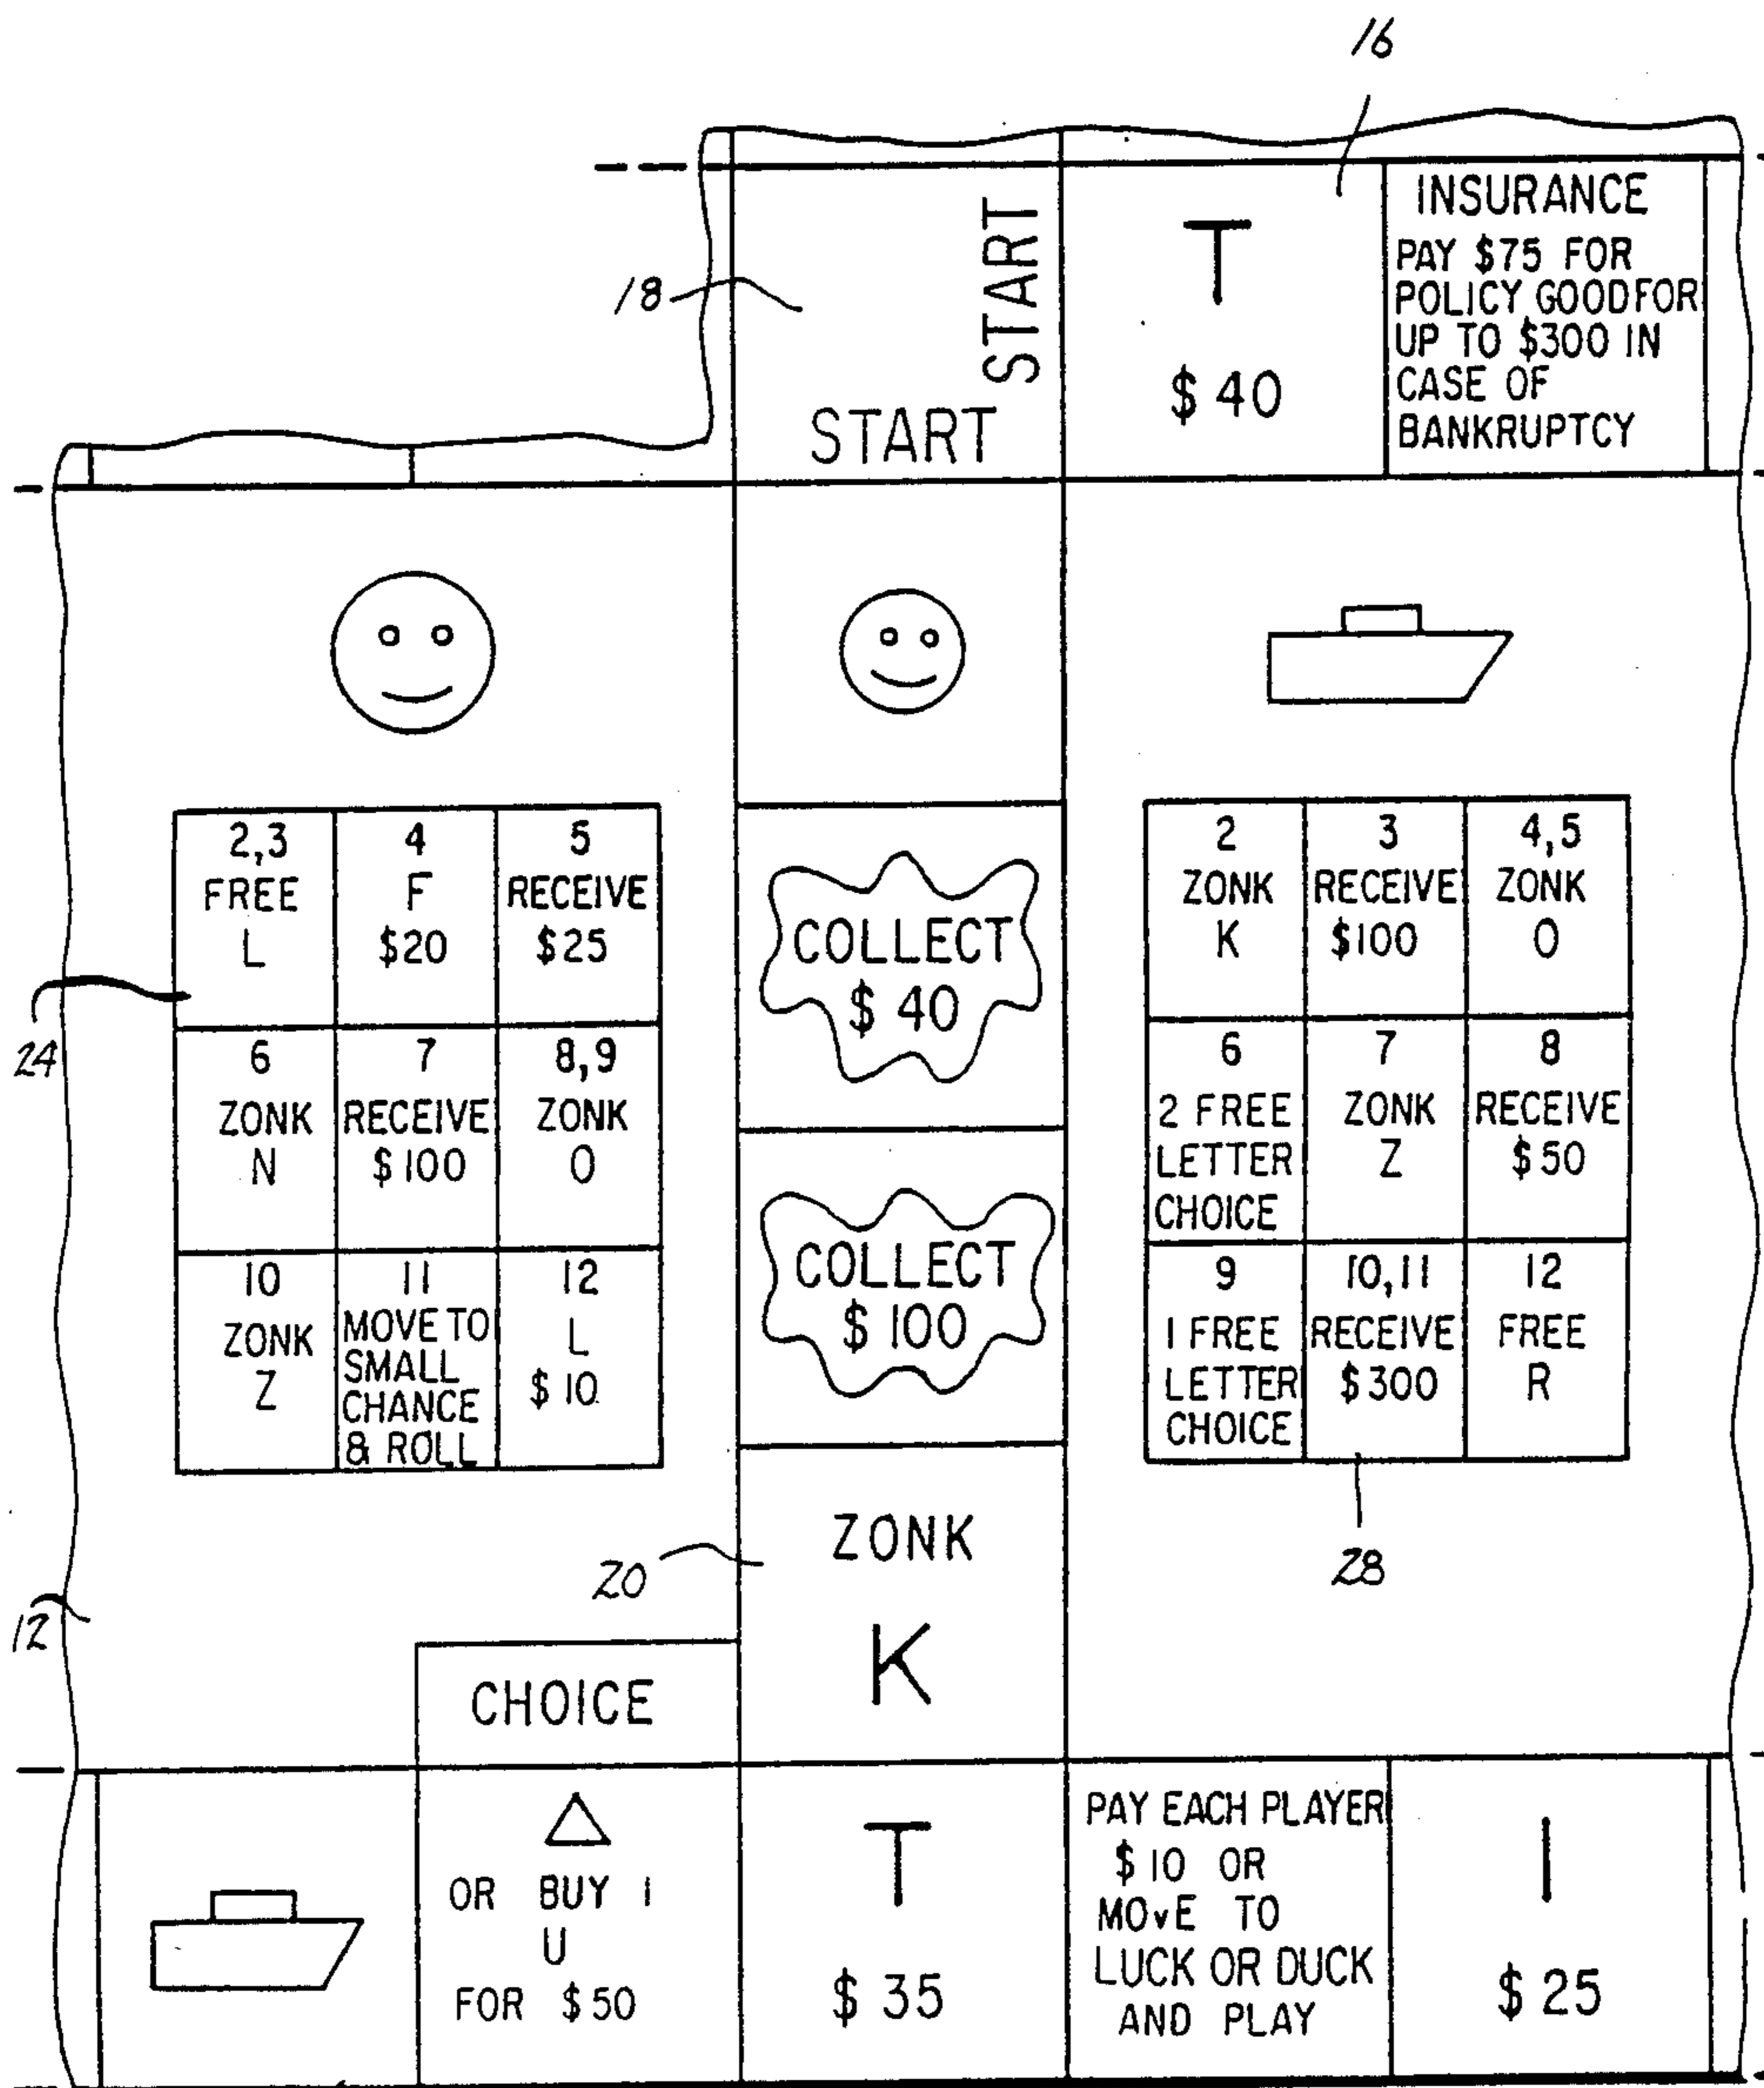 16
18
START
START
T
$ 40
INSURANCE
PAY $75 FOR
POLICY GOOD FOR
UP TO $300 IN
CASE OF
BANKRUPTCY
2,3
FREE
L
4
F
$20
5
RECEIVE
$25
6
ZONK
N
7
RECEIVE
$100
8,9
ZONK
O
10
ZONK
Z
11
MOVE TO
SMALL
CHANCE
& ROLL
12
L
$10
24
12
COLLECT
$ 40
COLLECT
$ 100
20
ZONK
K
2
ZONK
K
3
RECEIVE
$100
4,5
ZONK
O
6
2 FREE
LETTER
CHOICE
7
ZONK
Z
8
RECEIVE
$50
9
1 FREE
LETTER
CHOICE
10,11
RECEIVE
$300
12
FREE
R
28
CHOICE
OR BUY 1
U
FOR $50
T
$ 35
PAY EACH PLAYER
$10 OR
MOvE TO
LUCK OR DUCK
AND PLAY
I
$ 25